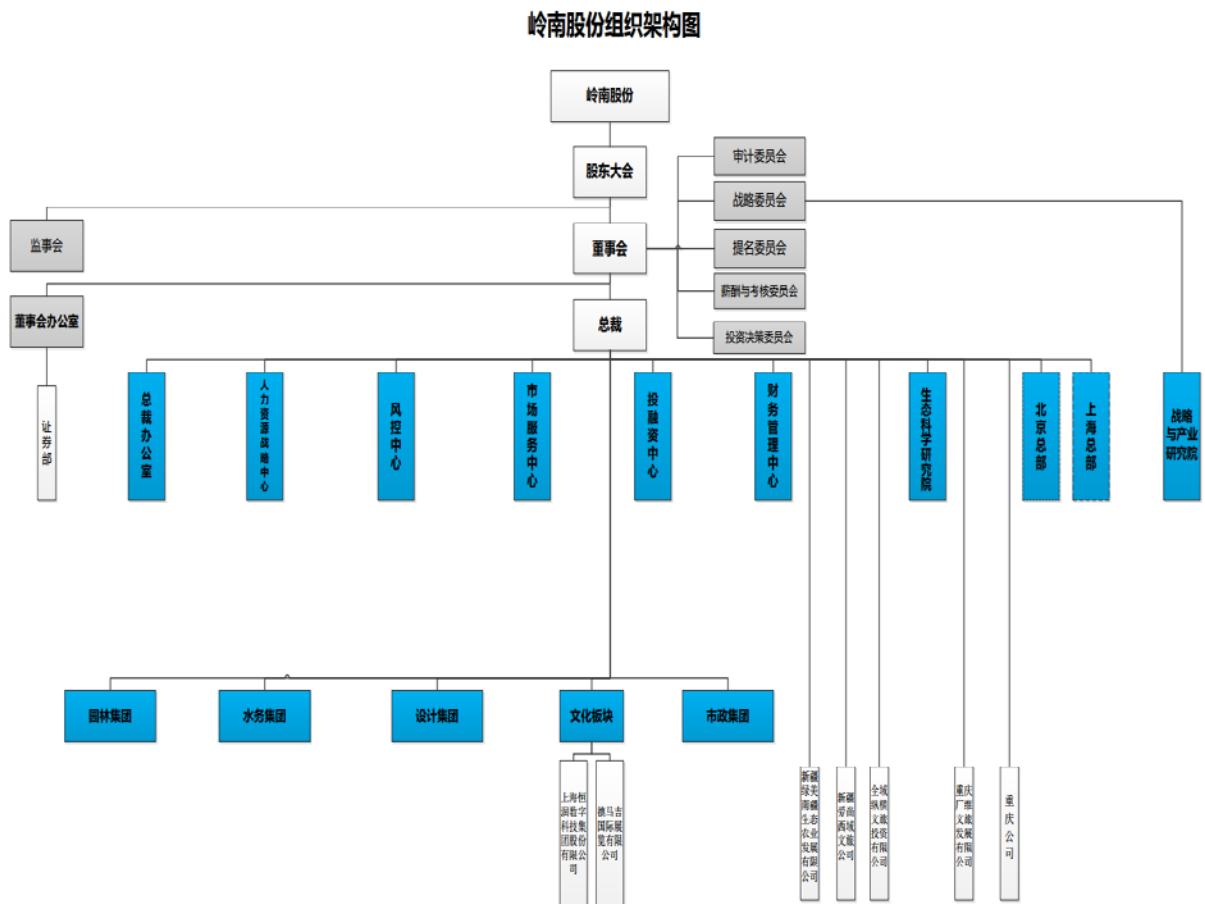 岭南股份组织架构图
岭南股份
股东大会
审计委员会
战略委员会
监事会
董事会
提名委员会
薪酬与考核委员会
董事会办公室
总裁
投资决策委员会
证券部
总裁办公室
人力资源战略中心
风控中心
市场服务中心
投融资中心
财务管理中心
生态科学研究院
北京总部
上海总部
战略
与产业
研究院
园林集团
水务集团
设计集团
文化板块
市政集团
上海恒润数字科技集团股份有限公司
德马吉国际展览有限公司
新疆绿美南疆生态农业发展有限公司
新疆爱尚西域文旅公司
全域纵横文旅投资有限公司
重庆广维文旅发展有限公司
重庆公司